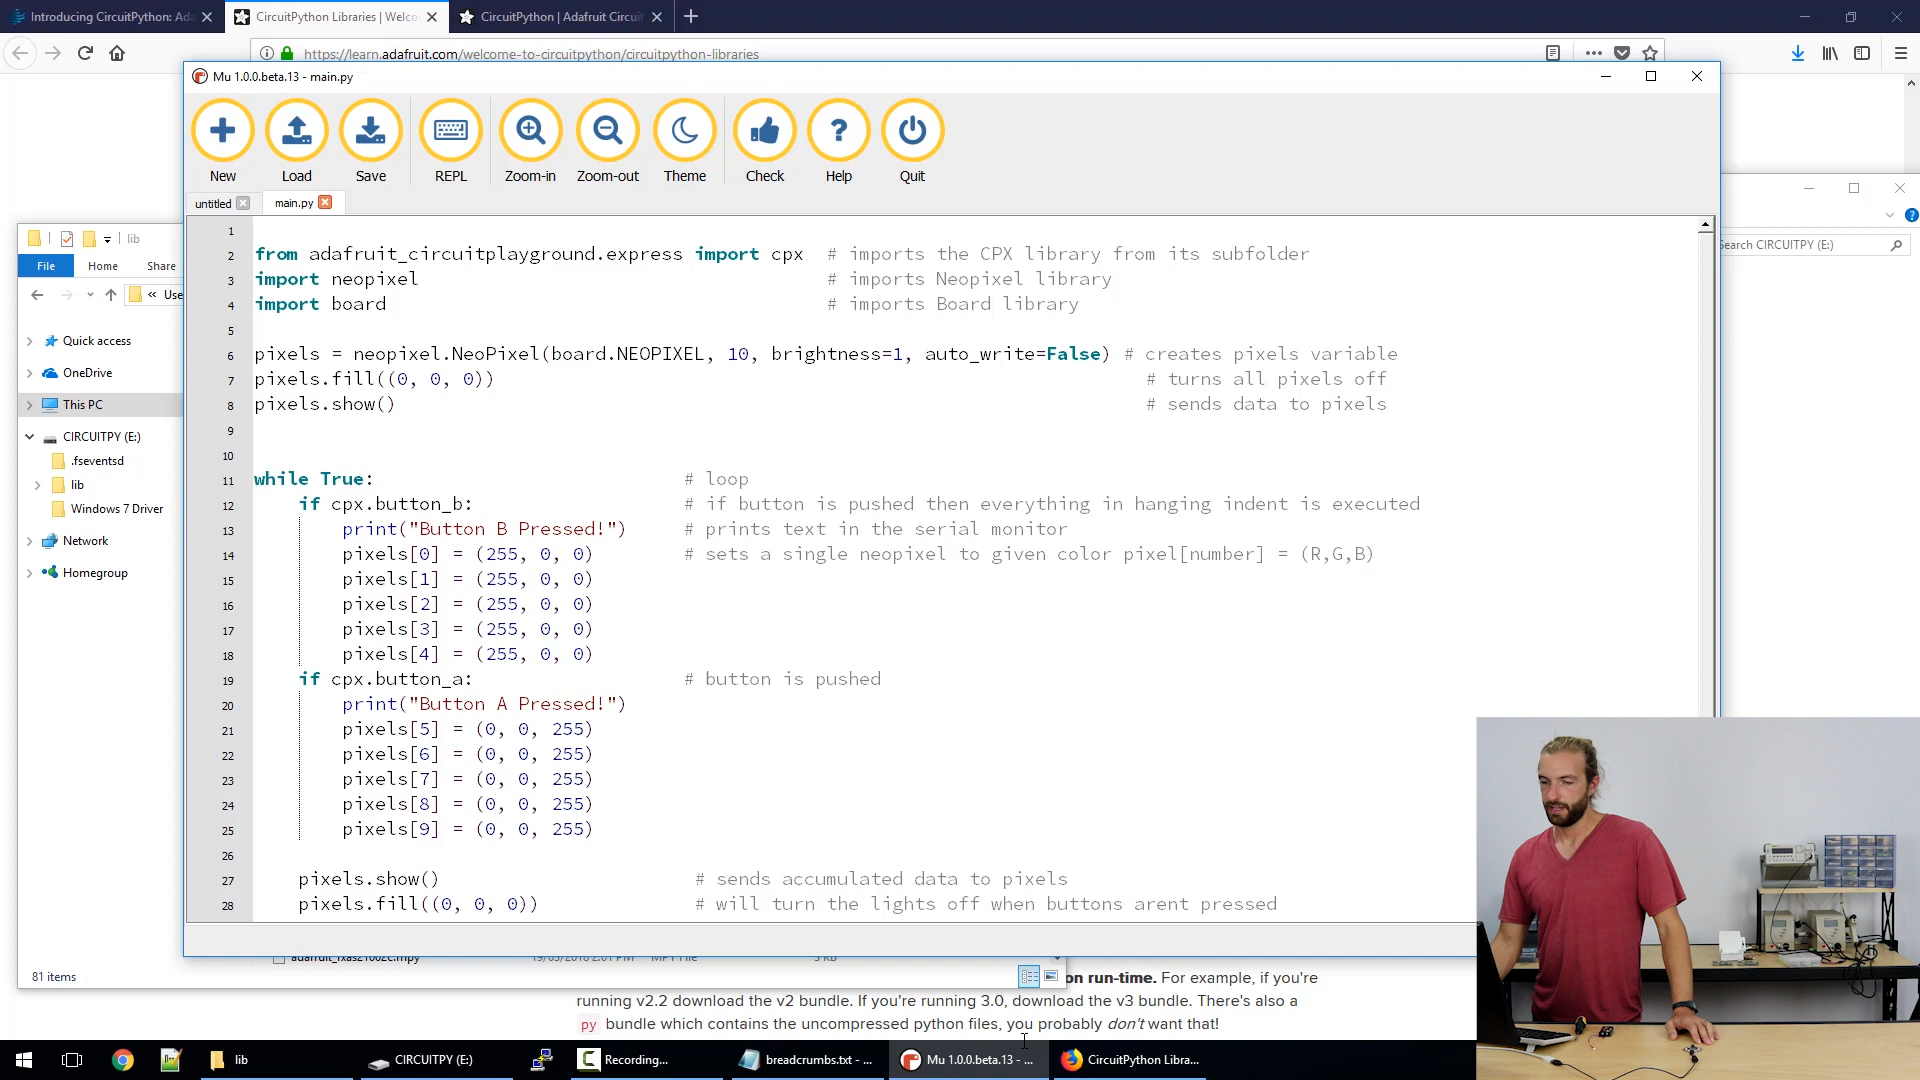 Introducing CircuitPython: Ada
CircuitPython Libraries | Welco
CircuitPython | Adafruit Circuit
https://learn.adafruit.com/welcome-to-circuitpython/circuitpython-libraries
Mu 1.0.0.beta.13 - main.py
New
Load
Save
REPL
Zoom-in
Zoom-out
Theme
Check
Help
Quit
untitled
main.py
lib
File
Home
Share
« Use
Search CIRCUITPY (E:)
Quick access
OneDrive
This PC
CIRCUITPY (E:)
.fseventsd
lib
Windows 7 Driver
Network
Homegroup
81 items
1
2 from adafruit_circuitplayground.express import cpx # imports the CPX library from its subfolder
3 import neopixel # imports Neopixel library
4 import board # imports Board library
5
6 pixels = neopixel.NeoPixel(board.NEOPIXEL, 10, brightness=1, auto_write=False) # creates pixels variable
7 pixels.fill((0, 0, 0)) # turns all pixels off
8 pixels.show() # sends data to pixels
9
10
11 while True: # loop
12 if cpx.button_b: # if button is pushed then everything in hanging indent is executed
13 print("Button B Pressed!") # prints text in the serial monitor
14 pixels[0] = (255, 0, 0) # sets a single neopixel to given color pixel[number] = (R,G,B)
15 pixels[1] = (255, 0, 0)
16 pixels[2] = (255, 0, 0)
17 pixels[3] = (255, 0, 0)
18 pixels[4] = (255, 0, 0)
19 if cpx.button_a: # button is pushed
20 print("Button A Pressed!")
21 pixels[5] = (0, 0, 255)
22 pixels[6] = (0, 0, 255)
23 pixels[7] = (0, 0, 255)
24 pixels[8] = (0, 0, 255)
25 pixels[9] = (0, 0, 255)
26
27 pixels.show() # sends accumulated data to pixels
28 pixels.fill((0, 0, 0)) # will turn the lights off when buttons arent pressed
on run-time. For example, if you're
running v2.2 download the v2 bundle. If you're running 3.0, download the v3 bundle. There's also a
py bundle which contains the uncompressed python files, you probably don't want that!
lib
CIRCUITPY (E:)
Recording...
breadcrumbs.txt - ...
Mu 1.0.0.beta.13 - ...
CircuitPython Libra...